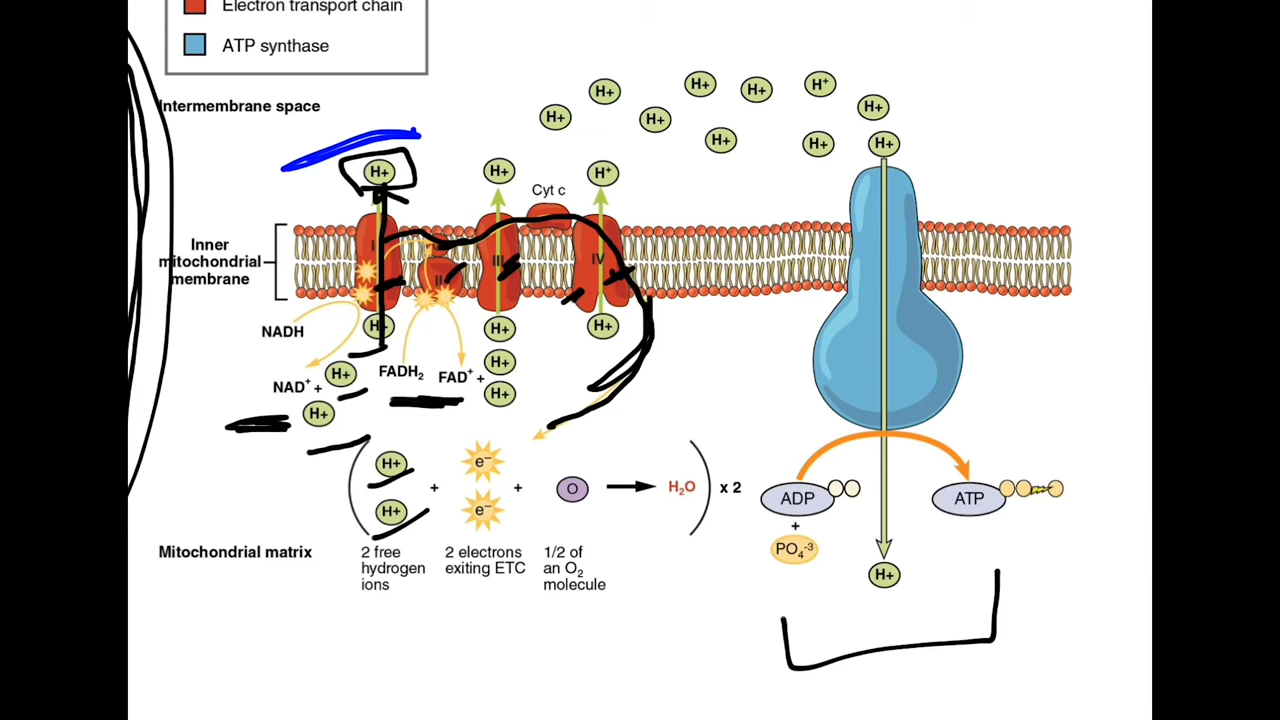 Electron transport chain
ATP synthase
Intermembrane space
H+ H+ H+ H+ H+ H⁺ H+
H+ H+ H+
H+ H+ H⁺
Cyt c
Inner
mitochondrial
membrane
I II III IV
NADH
H+ H+ H+
NAD⁺ + H+
H+
FADH₂ FAD⁺ + H+
H+
H+ + e⁻ + O → H₂O x 2
H+ e⁻
2 free
hydrogen
ions
2 electrons
exiting ETC
1/2 of
an O₂
molecule
Mitochondrial matrix
ADP
+
PO₄⁻³
ATP
H+